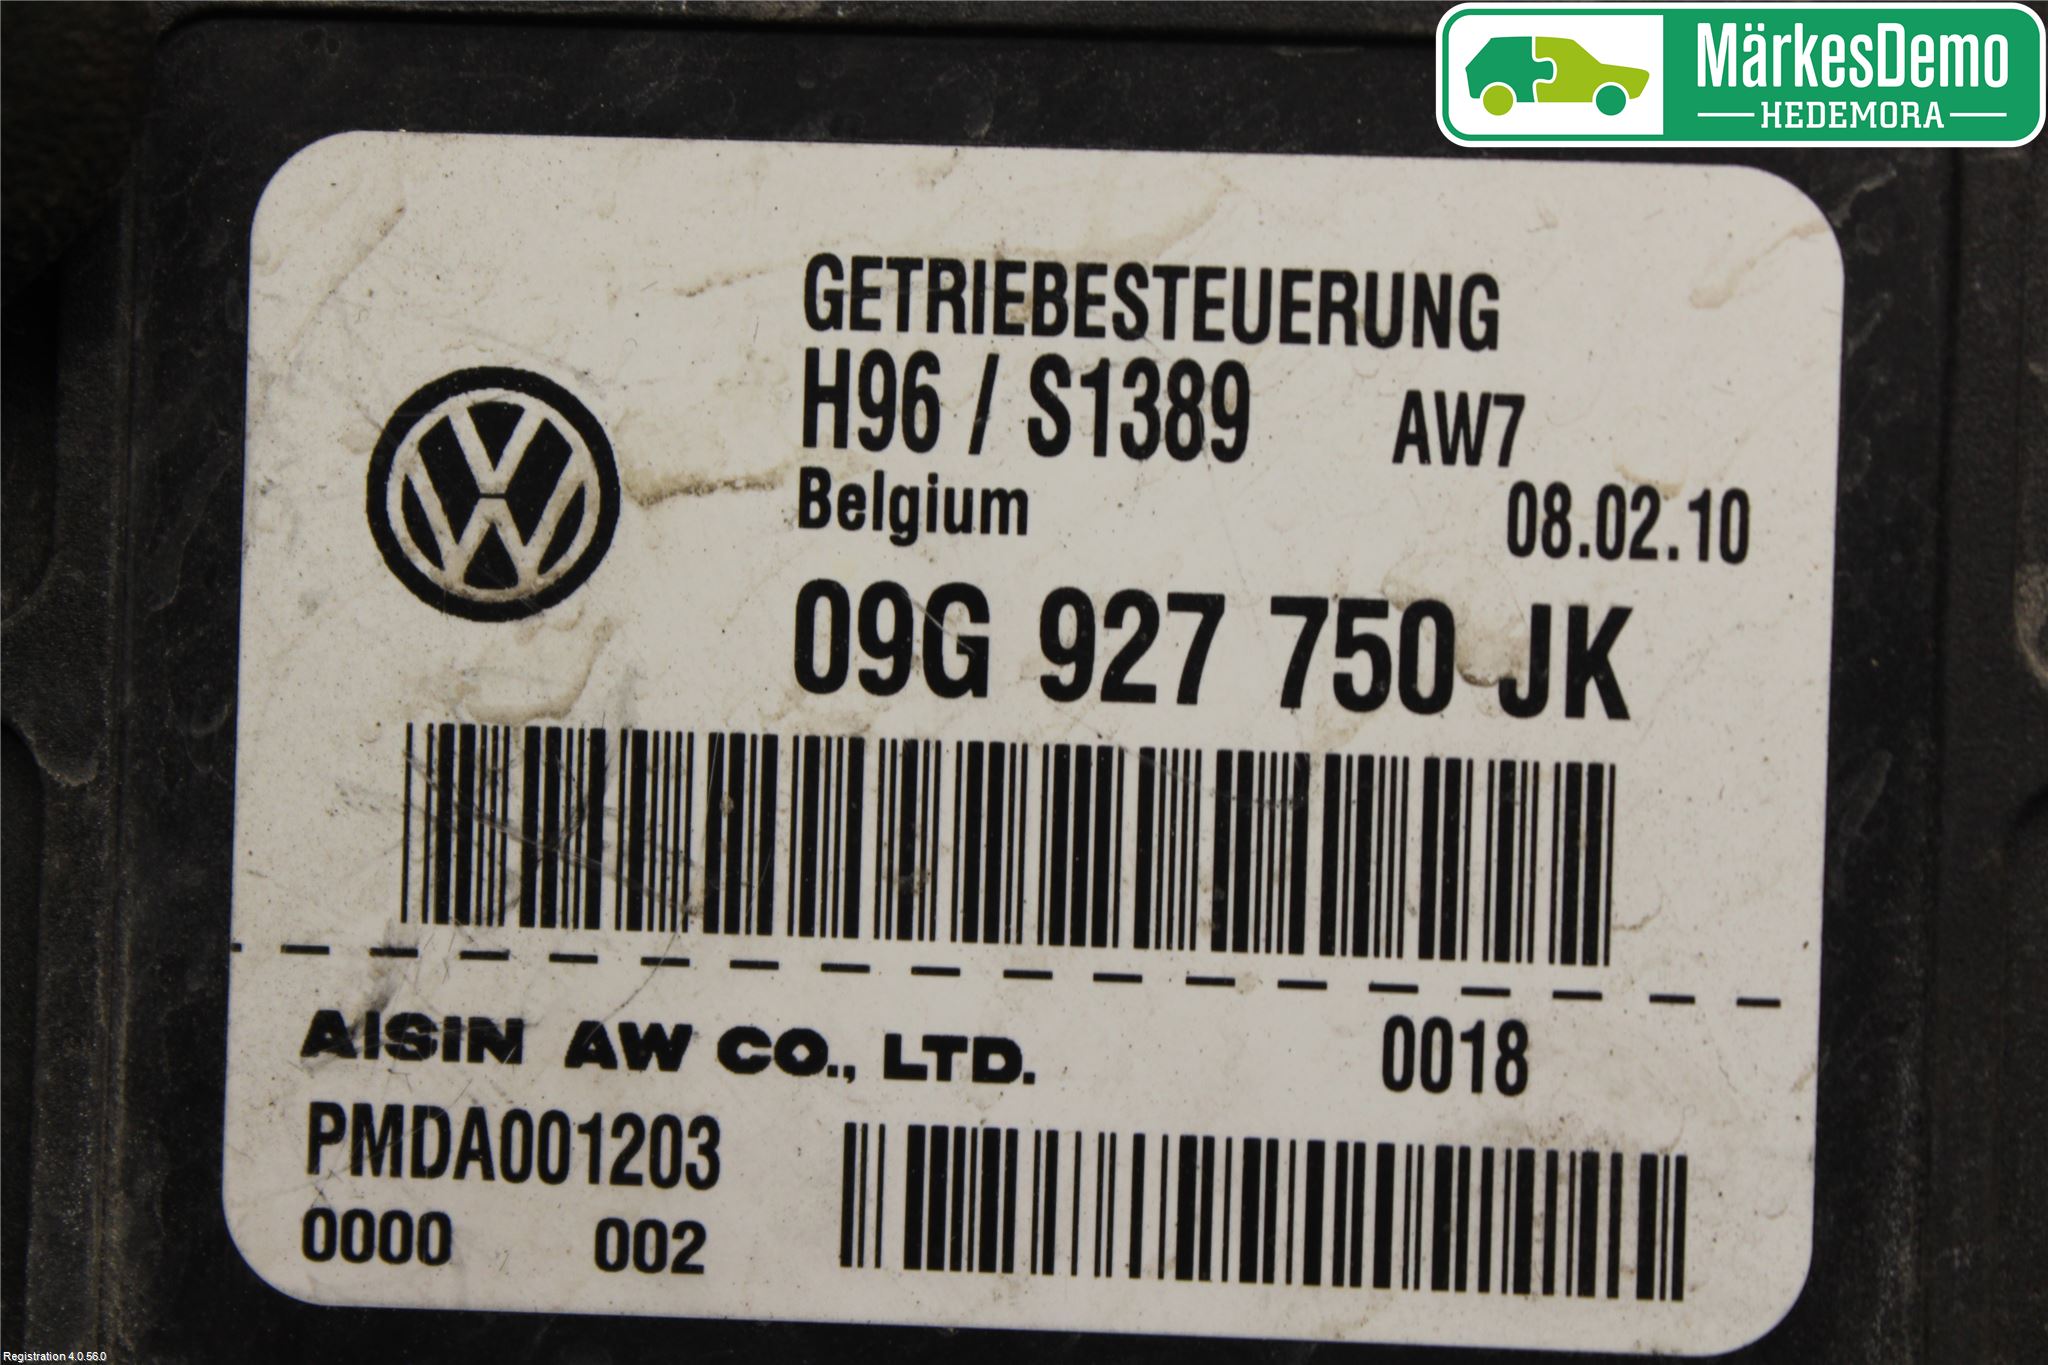 MärkesDemo
HEDEMORA
GETRIEBESTEUERUNG
H96 / S1389 AW7
Belgium 08.02.10
09G 927 750 JK
AISIN AW CO., LTD. 0018
PMDA001203
0000 002
Registration 4.0.56.0